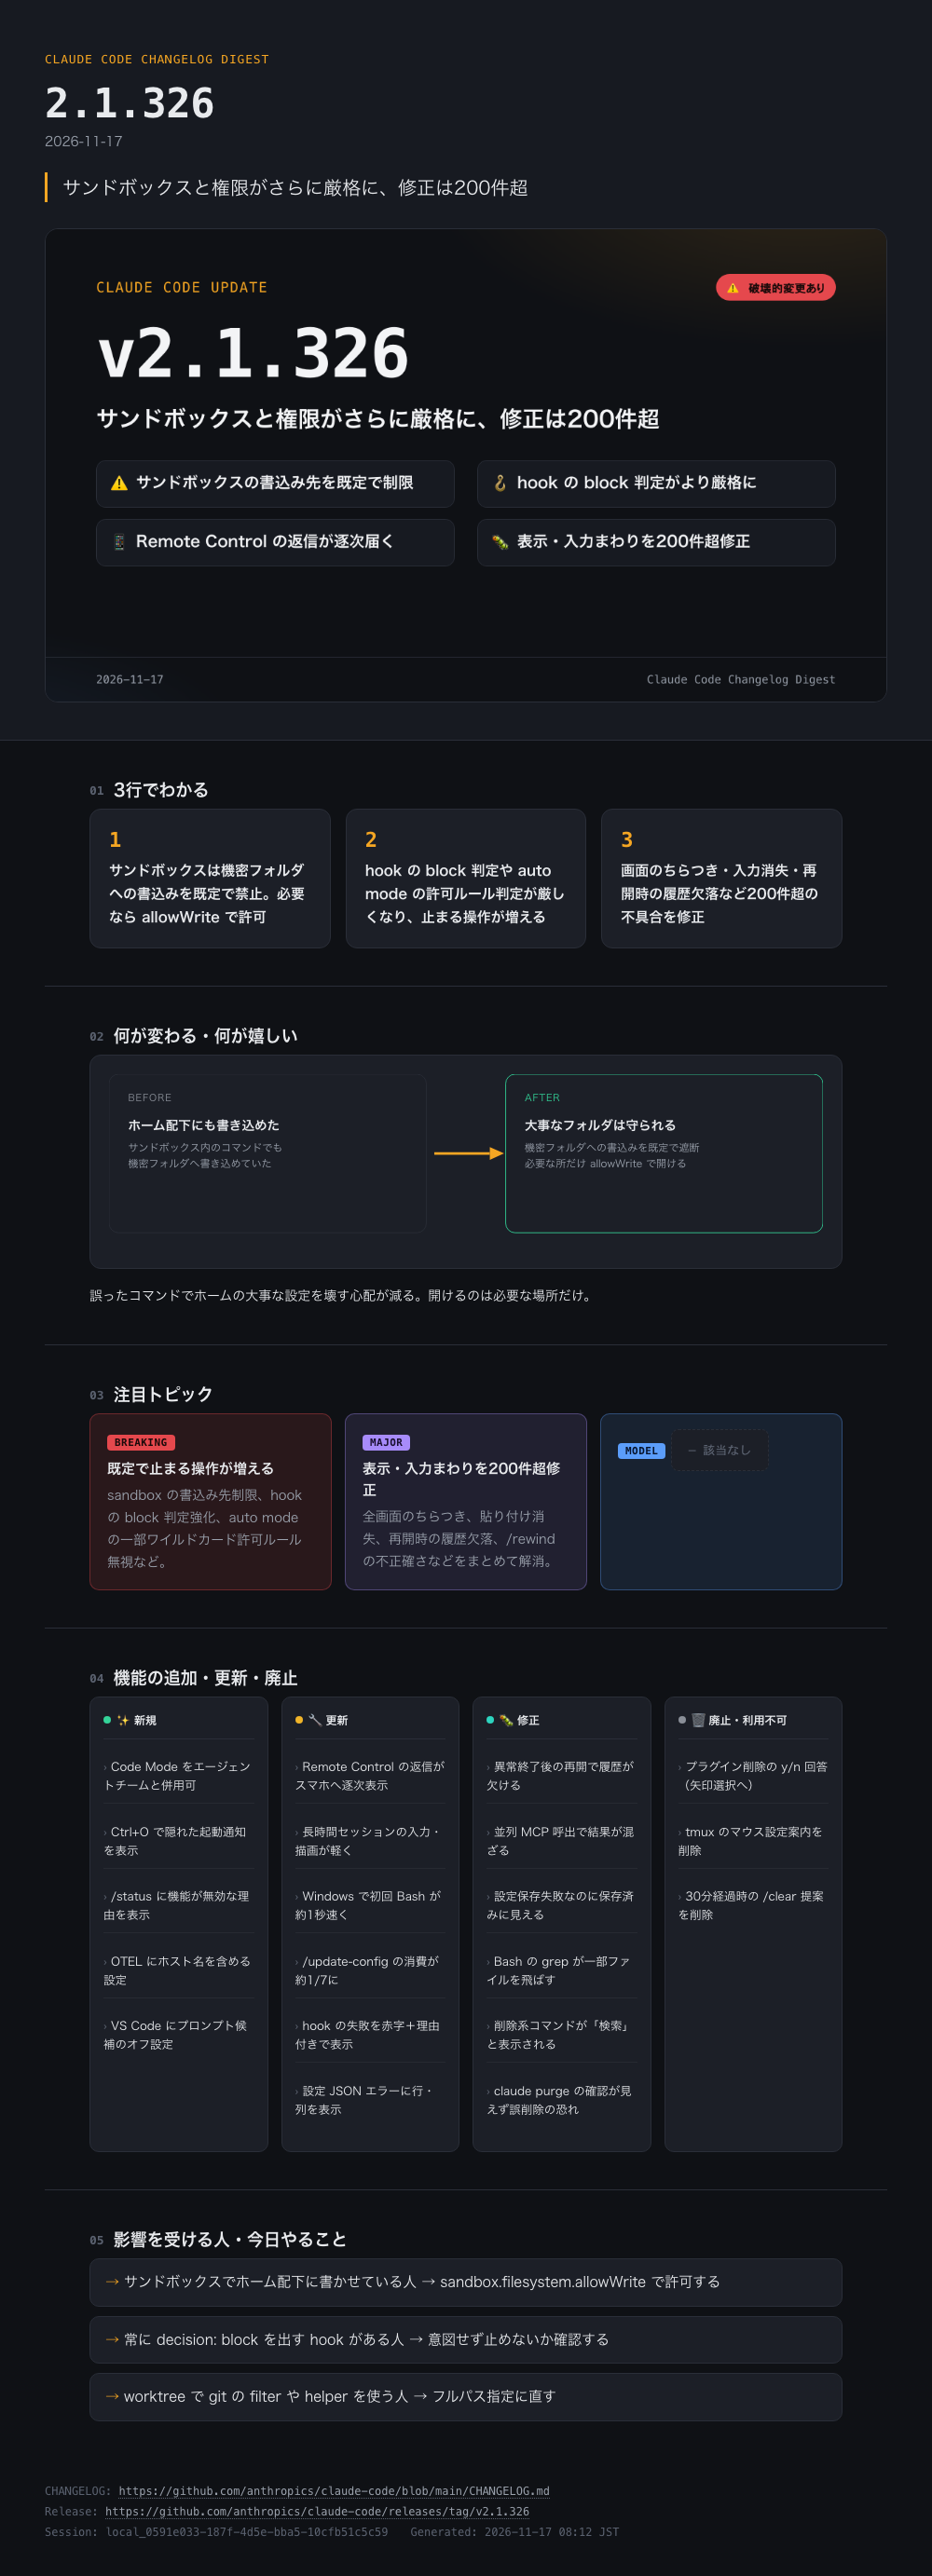 CLAUDE CODE CHANGELOG DIGEST
2.1.326
2026-11-17
サンドボックスと権限がさらに厳格に、修正は200件超
CLAUDE CODE UPDATE
⚠️ 破壊的変更あり
v2.1.326
サンドボックスと権限がさらに厳格に、修正は200件超
⚠️ サンドボックスの書込み先を既定で制限
🪝 hook の block 判定がより厳格に
📱 Remote Control の返信が逐次届く
🐛 表示・入力まわりを200件超修正
2026-11-17
Claude Code Changelog Digest
01 3行でわかる
1
サンドボックスは機密フォルダ
への書込みを既定で禁止。必要
なら allowWrite で許可
2
hook の block 判定や auto
mode の許可ルール判定が厳し
くなり、止まる操作が増える
3
画面のちらつき・入力消失・再
開時の履歴欠落など200件超の
不具合を修正
02 何が変わる・何が嬉しい
BEFORE
ホーム配下にも書き込めた
サンドボックス内のコマンドでも
機密フォルダへ書き込めていた
AFTER
大事なフォルダは守られる
機密フォルダへの書込みを既定で遮断
必要な所だけ allowWrite で開ける
誤ったコマンドでホームの大事な設定を壊す心配が減る。開けるのは必要な場所だけ。
03 注目トピック
BREAKING
既定で止まる操作が増える
sandbox の書込み先制限、hook
の block 判定強化、auto mode
の一部ワイルドカード許可ルール
無視など。
MAJOR
表示・入力まわりを200件超修
正
全画面のちらつき、貼り付け消
失、再開時の履歴欠落、/rewind
の不正確さなどをまとめて解消。
MODEL
— 該当なし
04 機能の追加・更新・廃止
✨ 新規
› Code Mode をエージェン
トチームと併用可
› Ctrl+O で隠れた起動通知
を表示
› /status に機能が無効な理
由を表示
› OTEL にホスト名を含める
設定
› VS Code にプロンプト候
補のオフ設定
🔧 更新
› Remote Control の返信が
スマホへ逐次表示
› 長時間セッションの入力・
描画が軽く
› Windows で初回 Bash が
約1秒速く
› /update-config の消費が
約1/7に
› hook の失敗を赤字＋理由
付きで表示
› 設定 JSON エラーに行・
列を表示
🐛 修正
› 異常終了後の再開で履歴が
欠ける
› 並列 MCP 呼出で結果が混
ざる
› 設定保存失敗なのに保存済
みに見える
› Bash の grep が一部ファ
イルを飛ばす
› 削除系コマンドが「検索」
と表示される
› claude purge の確認が見
えず誤削除の恐れ
🗑️ 廃止・利用不可
› プラグイン削除の y/n 回答
（矢印選択へ）
› tmux のマウス設定案内を
削除
› 30分経過時の /clear 提案
を削除
05 影響を受ける人・今日やること
→ サンドボックスでホーム配下に書かせている人 → sandbox.filesystem.allowWrite で許可する
→ 常に decision: block を出す hook がある人 → 意図せず止めないか確認する
→ worktree で git の filter や helper を使う人 → フルパス指定に直す
CHANGELOG: https://github.com/anthropics/claude-code/blob/main/CHANGELOG.md
Release: https://github.com/anthropics/claude-code/releases/tag/v2.1.326
Session: local_0591e033-187f-4d5e-bba5-10cfb51c5c59 Generated: 2026-11-17 08:12 JST